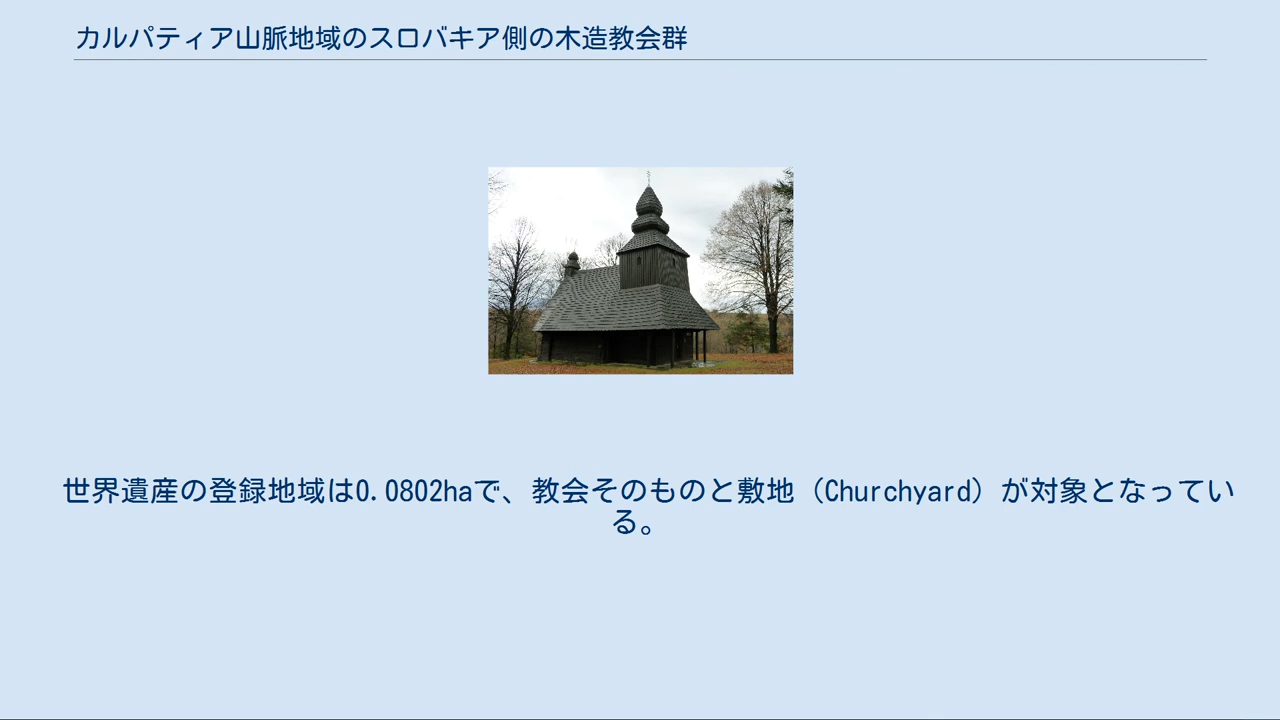 カルパティア山脈地域のスロバキア側の木造教会群
世界遺産の登録地域は0.0802haで、教会そのものと敷地（Churchyard）が対象となってい
る。